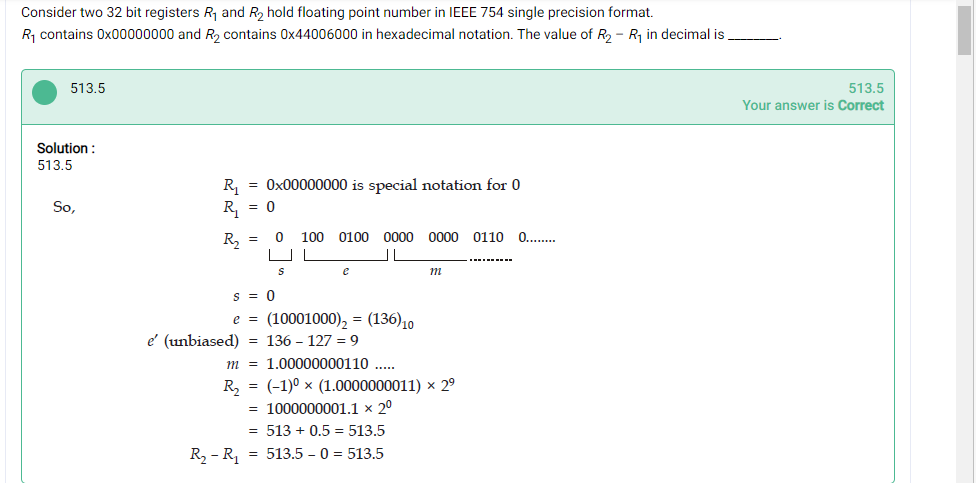 Consider two 32 bit registers R₁ and R₂ hold floating point number in IEEE 754 single precision format.
R₁ contains 0x00000000 and R₂ contains 0x44006000 in hexadecimal notation. The value of R₂ − R₁ in decimal is ________.
513.5 513.5
Your answer is Correct
Solution :
513.5
R₁ = 0x00000000 is special notation for 0
So, R₁ = 0
R₂ = 0 100 0100 0000 0000 0110 0........
s e m
s = 0
e = (10001000)₂ = (136)₁₀
e′ (unbiased) = 136 – 127 = 9
m = 1.00000000110 .....
R₂ = (–1)⁰ × (1.0000000011) × 2⁹
= 1000000001.1 × 2⁰
= 513 + 0.5 = 513.5
R₂ – R₁ = 513.5 – 0 = 513.5